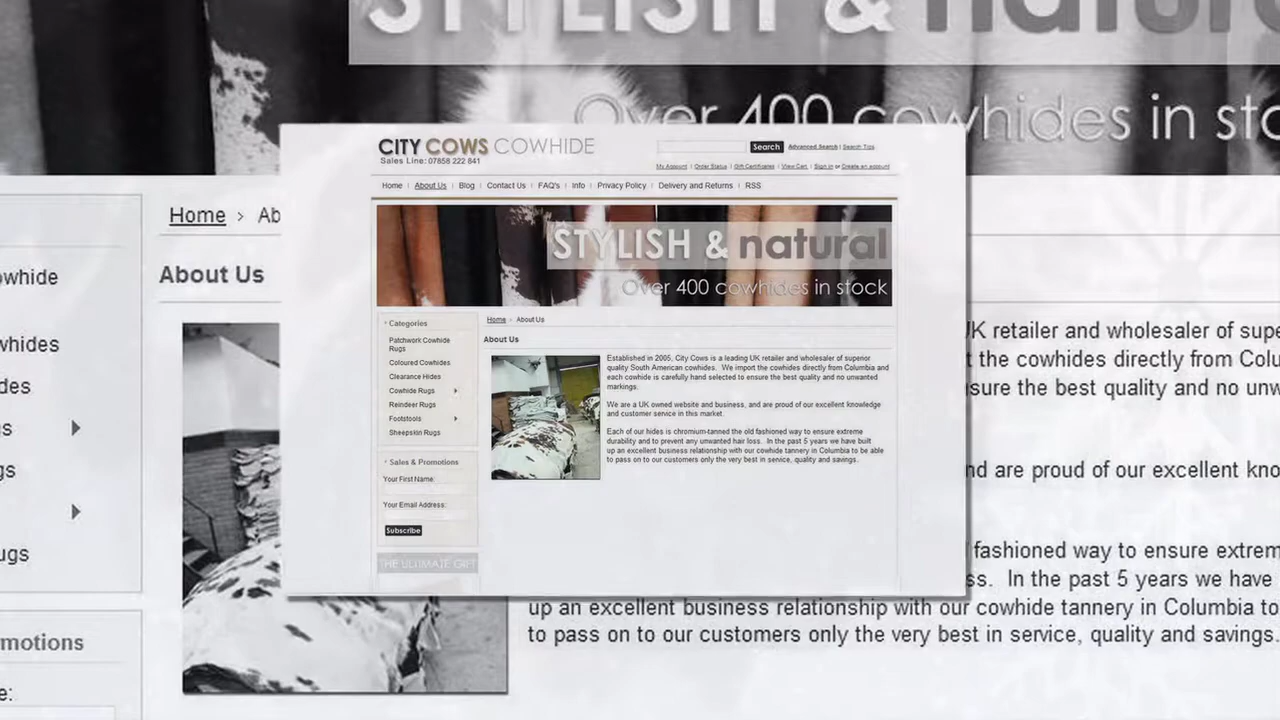 STYLISH & natural
Over 400 cowhides in stock
CITY COWS COWHIDE
Sales Line: 07858 222 841
Search
Advanced Search | Search Tips
My Account | Order Status | Gift Certificates | View Cart | Sign in or Create an account
Home | About Us | Blog | Contact Us | FAQ's | Info | Privacy Policy | Delivery and Returns | RSS
STYLISH & natural
Over 400 cowhides in stock
Categories
Patchwork Cowhide
Rugs
Coloured Cowhides
Clearance Hides
Cowhide Rugs
Reindeer Rugs
Footstools
Sheepskin Rugs
Sales & Promotions
Your First Name:
Your Email Address:
Subscribe
THE ULTIMATE GIFT
Home > About Us
About Us
Established in 2005, City Cows is a leading UK retailer and wholesaler of superior
quality South American cowhides. We import the cowhides directly from Columbia and
each cowhide is carefully hand selected to ensure the best quality and no unwanted
markings.
We are a UK owned website and business, and are proud of our excellent knowledge
and customer service in this market.
Each of our hides is chromium-tanned the old fashioned way to ensure extreme
durability and to prevent any unwanted hair loss. In the past 5 years we have built
up an excellent business relationship with our cowhide tannery in Columbia to be able
to pass on to our customers only the very best in service, quality and savings.
Home > Ab
About Us
owhide
whides
des
gs
gs
ugs
motions
e:
UK retailer and wholesaler of supe
t the cowhides directly from Colu
sure the best quality and no unw
nd are proud of our excellent kno
fashioned way to ensure extrem
ss. In the past 5 years we have
up an excellent business relationship with our cowhide tannery in Columbia to
to pass on to our customers only the very best in service, quality and savings.